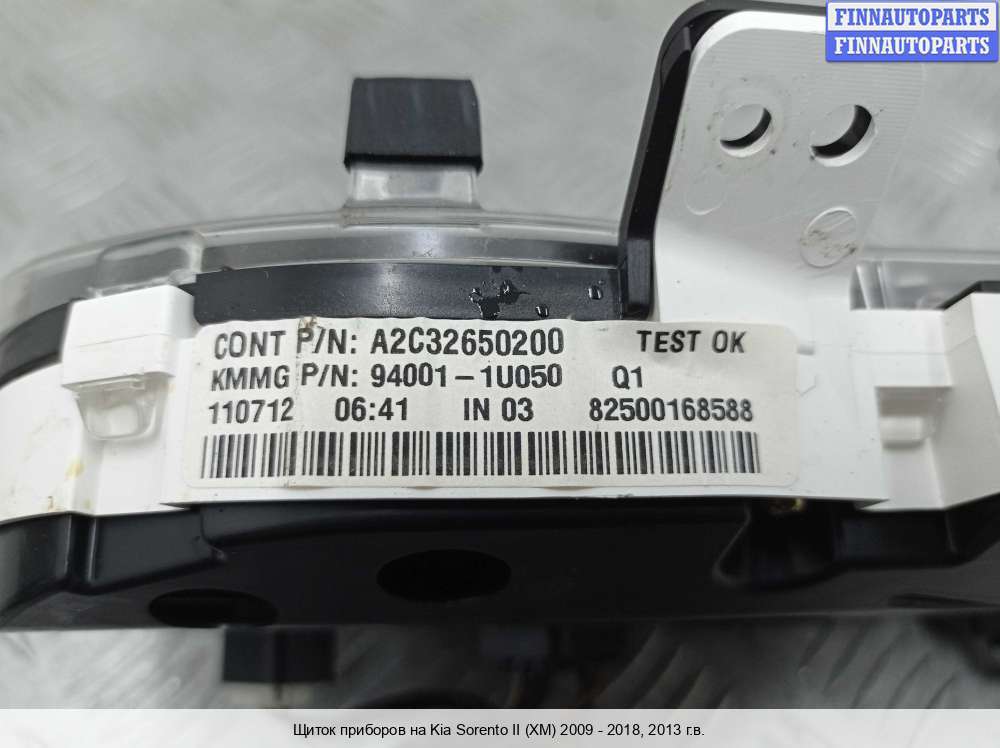 FINNAUTOPARTS
FINNAUTOPARTS
CONT P/N: A2C32650200 TEST OK
KMMG P/N: 94001-1U050 Q1
110712 06:41 IN 03 82500168588
Щиток приборов на Kia Sorento II (XM) 2009 - 2018, 2013 г.в.